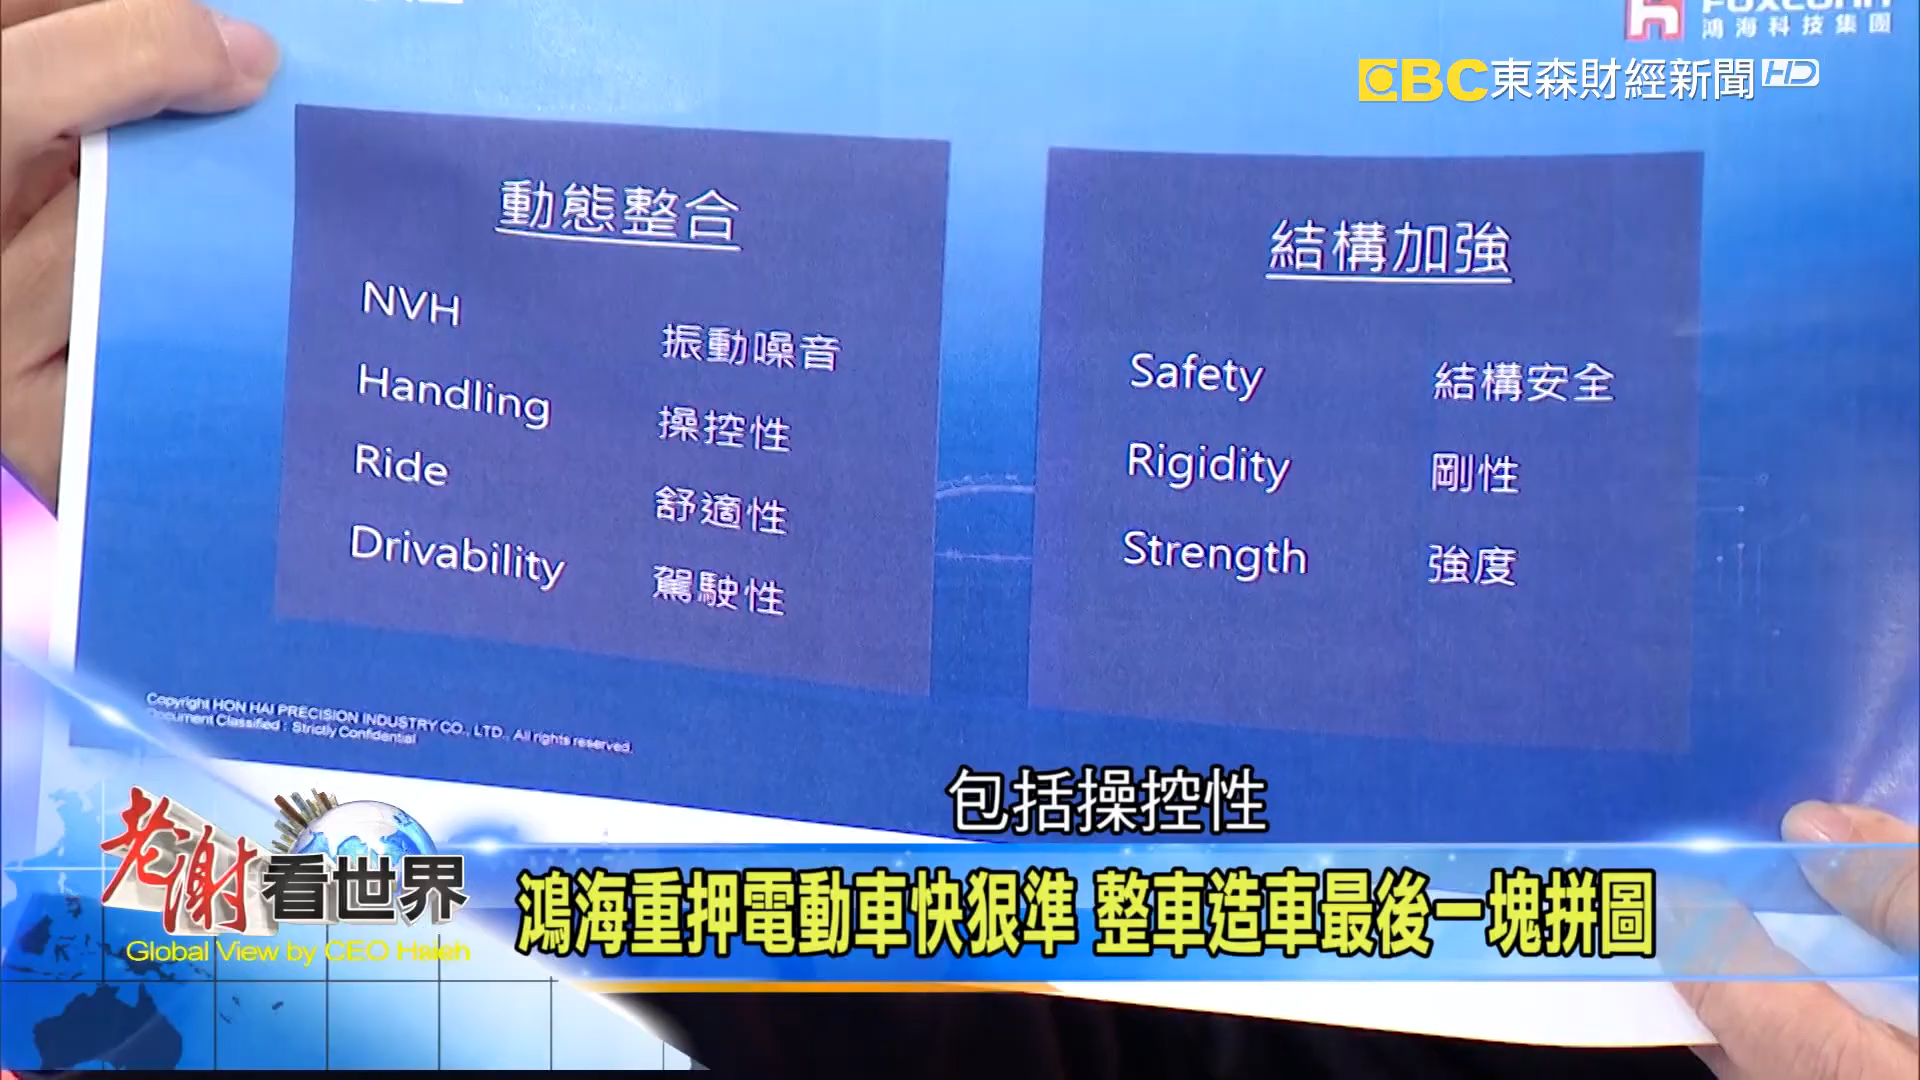 FOXCONN
鴻海科技集團
EBC東森財經新聞HD
動態整合
NVH 振動噪音
Handling 操控性
Ride 舒適性
Drivability 駕駛性
結構加強
Safety 結構安全
Rigidity 剛性
Strength 強度
Copyright HON HAI PRECISION INDUSTRY CO., LTD., All rights reserved.
Document Classified : Strictly Confidential
包括操控性
老謝看世界
Global View by CEO Hsieh
鴻海重押電動車快狠準 整車造車最後一塊拼圖